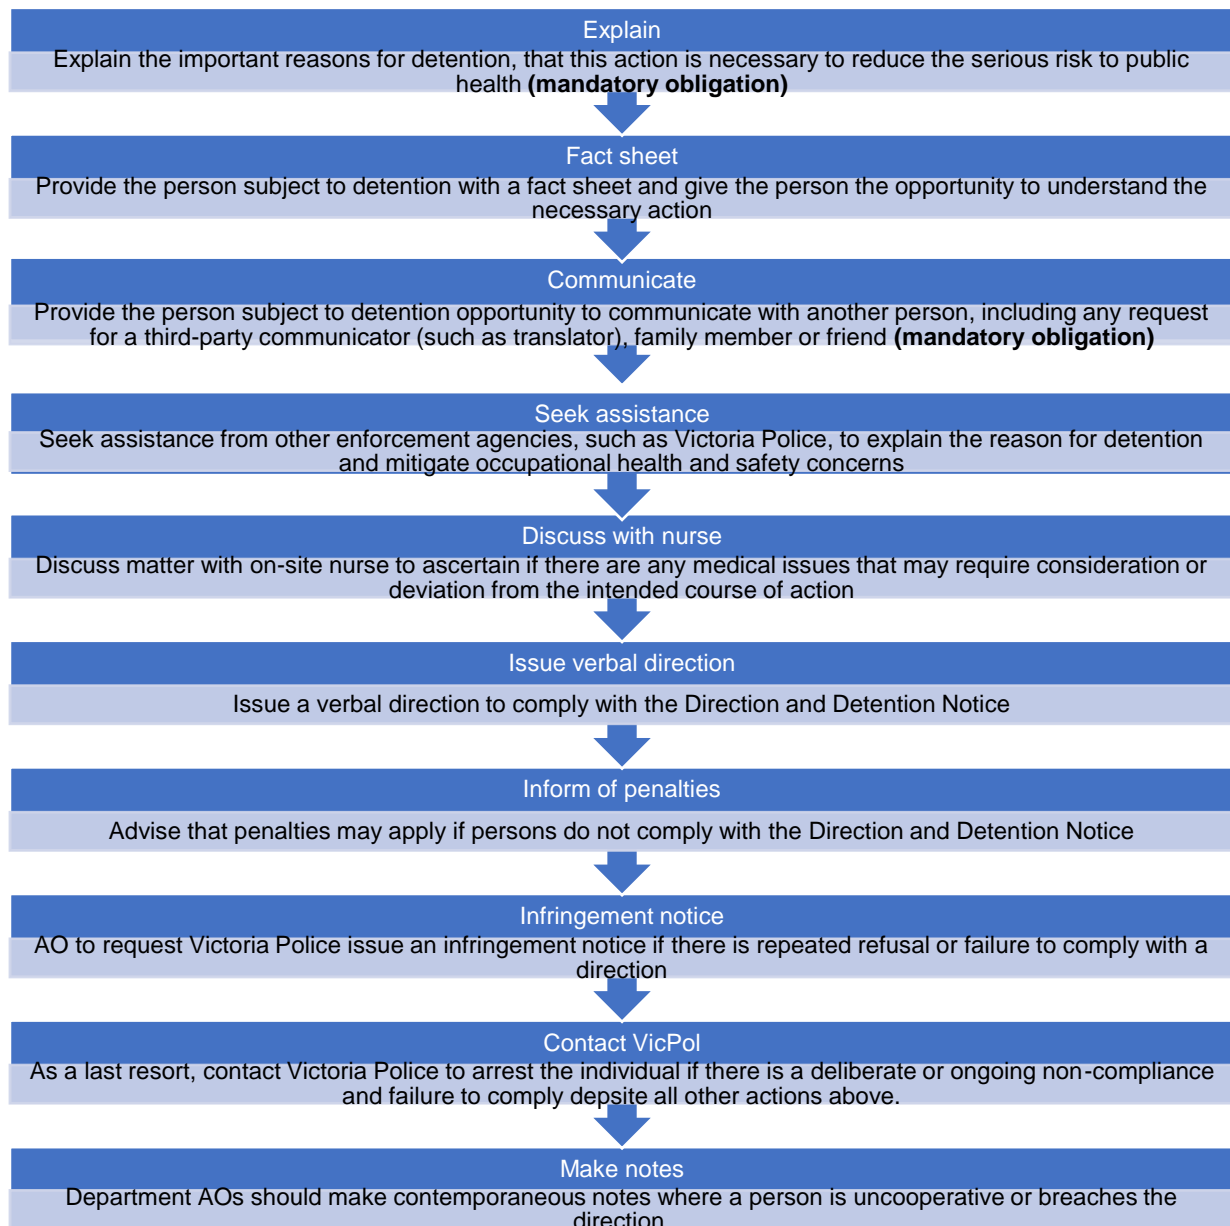 Explain
Explain the important reasons for detention, that this action is necessary to reduce the serious risk to public
health (mandatory obligation)
Fact sheet
Provide the person subject to detention with a fact sheet and give the person the opportunity to understand the
necessary action
Communicate
Provide the person subject to detention opportunity to communicate with another person, including any request
for a third-party communicator (such as translator), family member or friend (mandatory obligation)
Seek assistance
Seek assistance from other enforcement agencies, such as Victoria Police, to explain the reason for detention
and mitigate occupational health and safety concerns
Discuss with nurse
Discuss matter with on-site nurse to ascertain if there are any medical issues that may require consideration or
deviation from the intended course of action
Issue verbal direction
Issue a verbal direction to comply with the Direction and Detention Notice
Inform of penalties
Advise that penalties may apply if persons do not comply with the Direction and Detention Notice
Infringement notice
AO to request Victoria Police issue an infringement notice if there is repeated refusal or failure to comply with a
direction
Contact VicPol
As a last resort, contact Victoria Police to arrest the individual if there is a deliberate or ongoing non-compliance
and failure to comply depsite all other actions above.
Make notes
Department AOs should make contemporaneous notes where a person is uncooperative or breaches the
direction